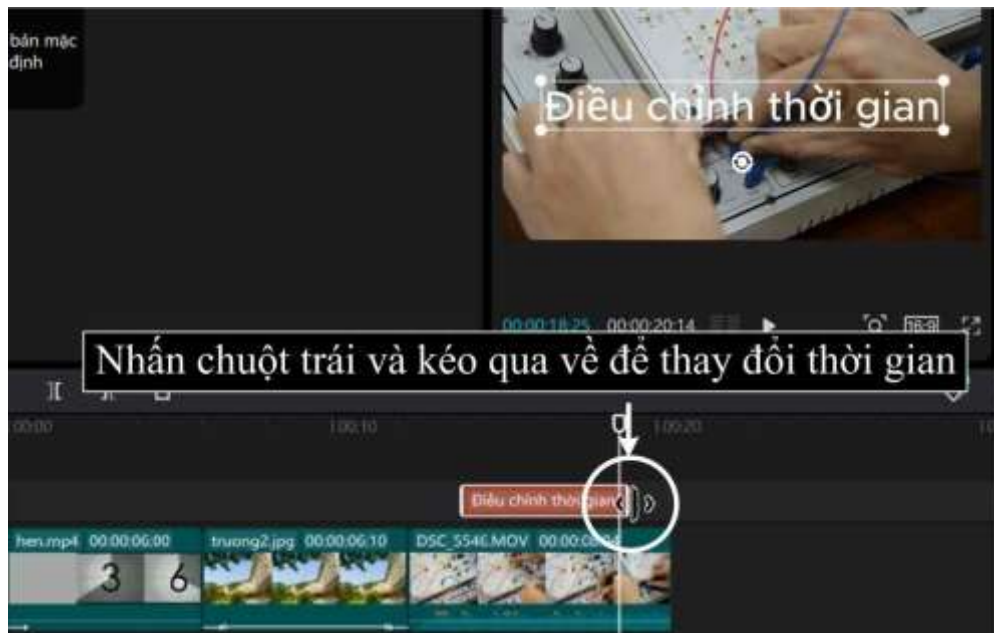 bản mặc
định
Điều chỉnh thời gian
00:00:18:25 00:00:20:14
16:9
Nhấn chuột trái và kéo qua về để thay đổi thời gian
00:00
00:10
00:20
Điều chỉnh thời gian
hen.mp4 00:00:06:00
truong2.jpg 00:00:06:10
DSC_5546.MOV
3 6